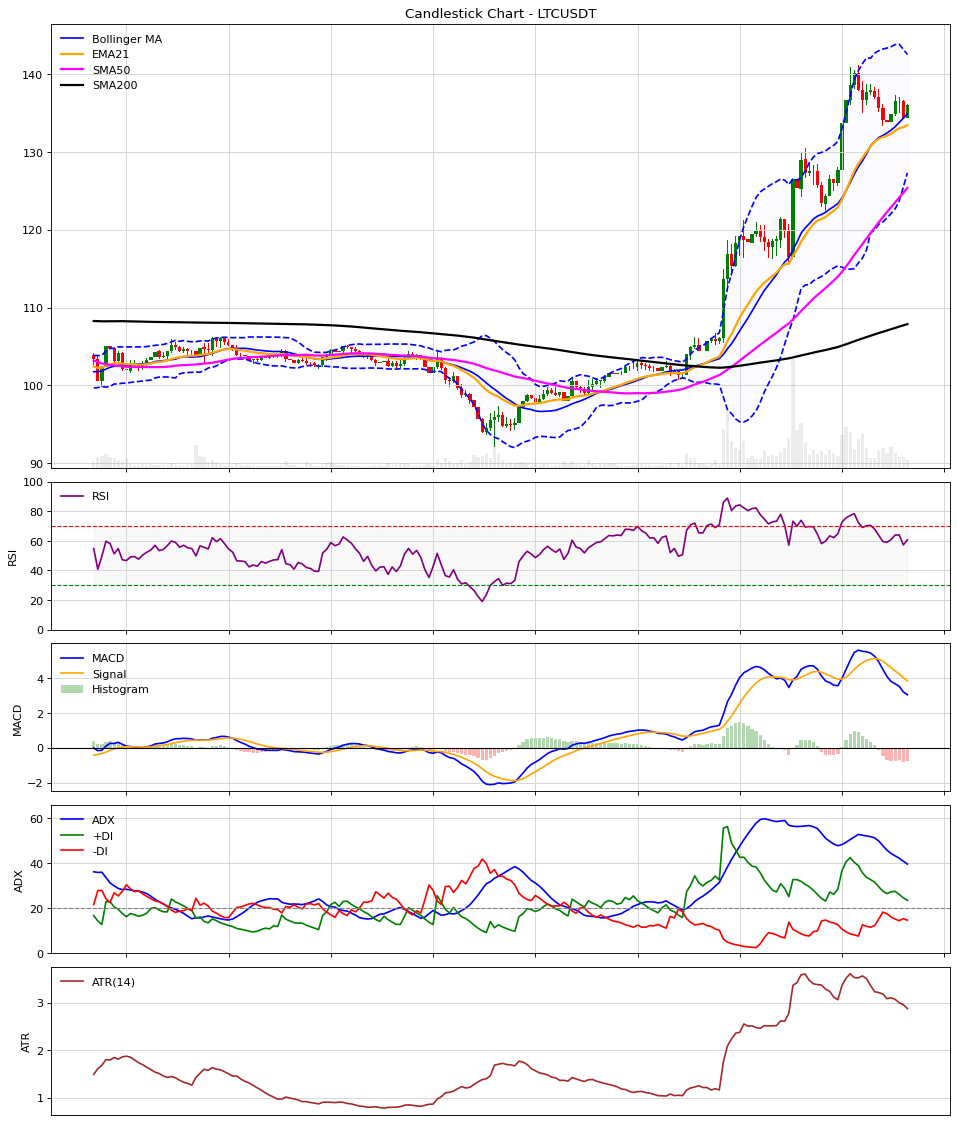 Candlestick Chart - LTCUSDT
Bollinger MA
EMA21
SMA50
SMA200
140
130
120
110
100
90
RSI
100
80
60
40
20
0
RSI
MACD
Signal
Histogram
4
2
0
−2
MACD
ADX
+DI
-DI
60
40
20
0
ADX
ATR(14)
3
2
1
ATR